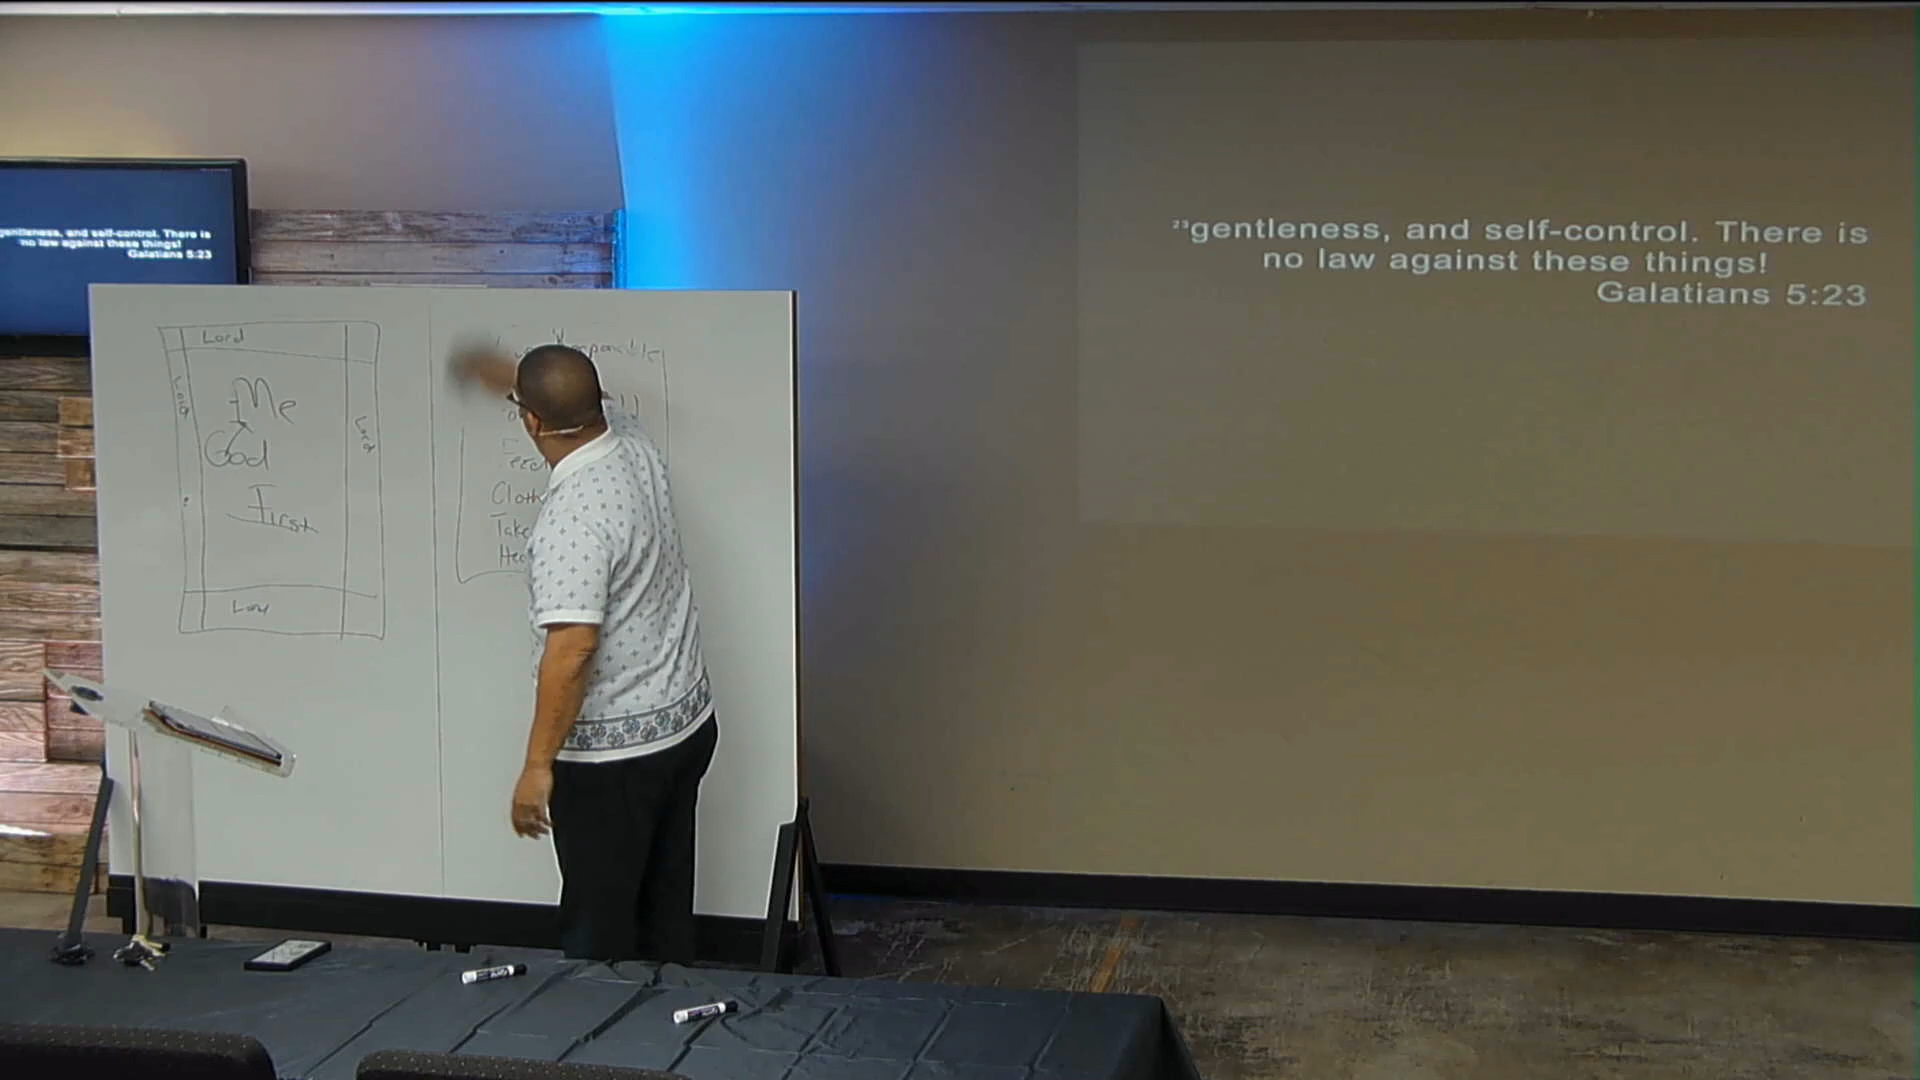 gentleness, and self-control. There is
no law against these things!
Galatians 5:23
Lord
Lord
Me
God
First
Lord
Lord
Responsible
Feed
Cloth
Take
Hea
²³gentleness, and self-control. There is
no law against these things!
Galatians 5:23